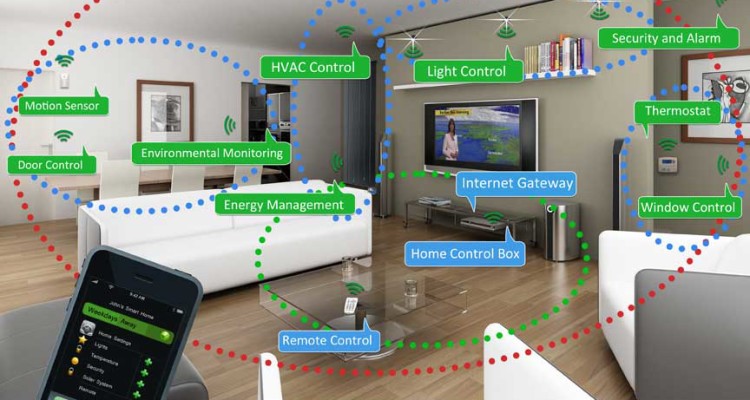 Security and Alarm
HVAC Control
Light Control
Motion Sensor
Thermostat
Door Control
Environmental Monitoring
Internet Gateway
Energy Management
Window Control
Home Control Box
Remote Control
John's Smart Home
Weekdays Away
Home Settings
Lights
Temperature
Security
Solar System
Remote